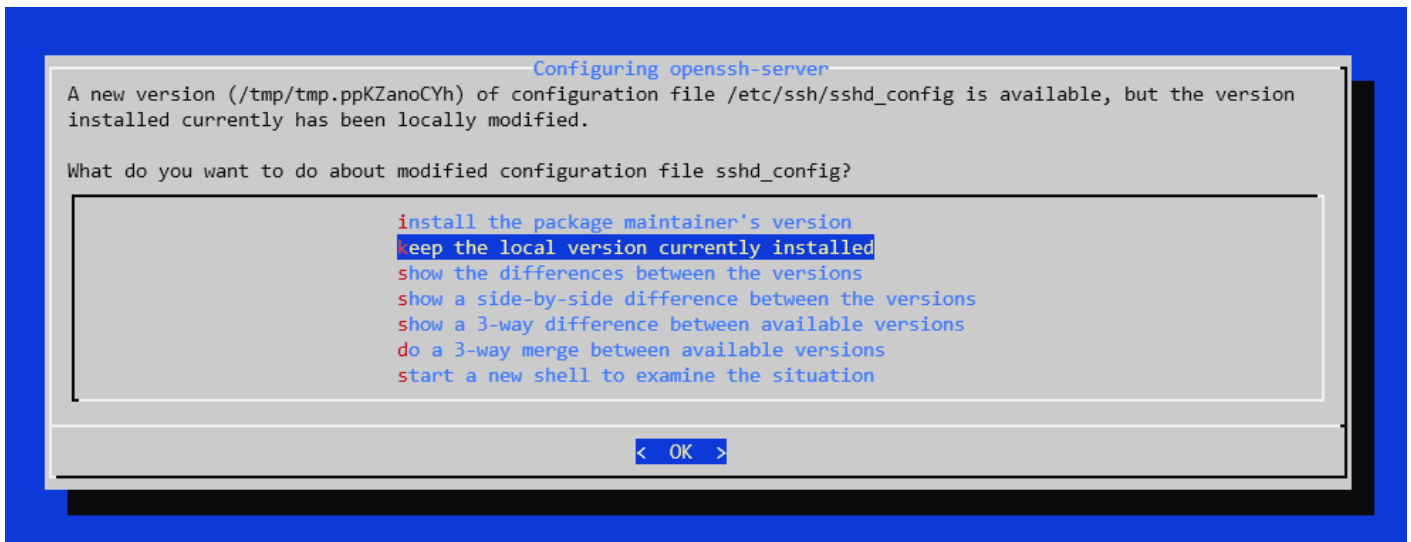 Configuring openssh-server
A new version (/tmp/tmp.ppKZanoCYh) of configuration file /etc/ssh/sshd_config is available, but the version
installed currently has been locally modified.
What do you want to do about modified configuration file sshd_config?
install the package maintainer's version
keep the local version currently installed
show the differences between the versions
show a side-by-side difference between the versions
show a 3-way difference between available versions
do a 3-way merge between available versions
start a new shell to examine the situation
< OK >